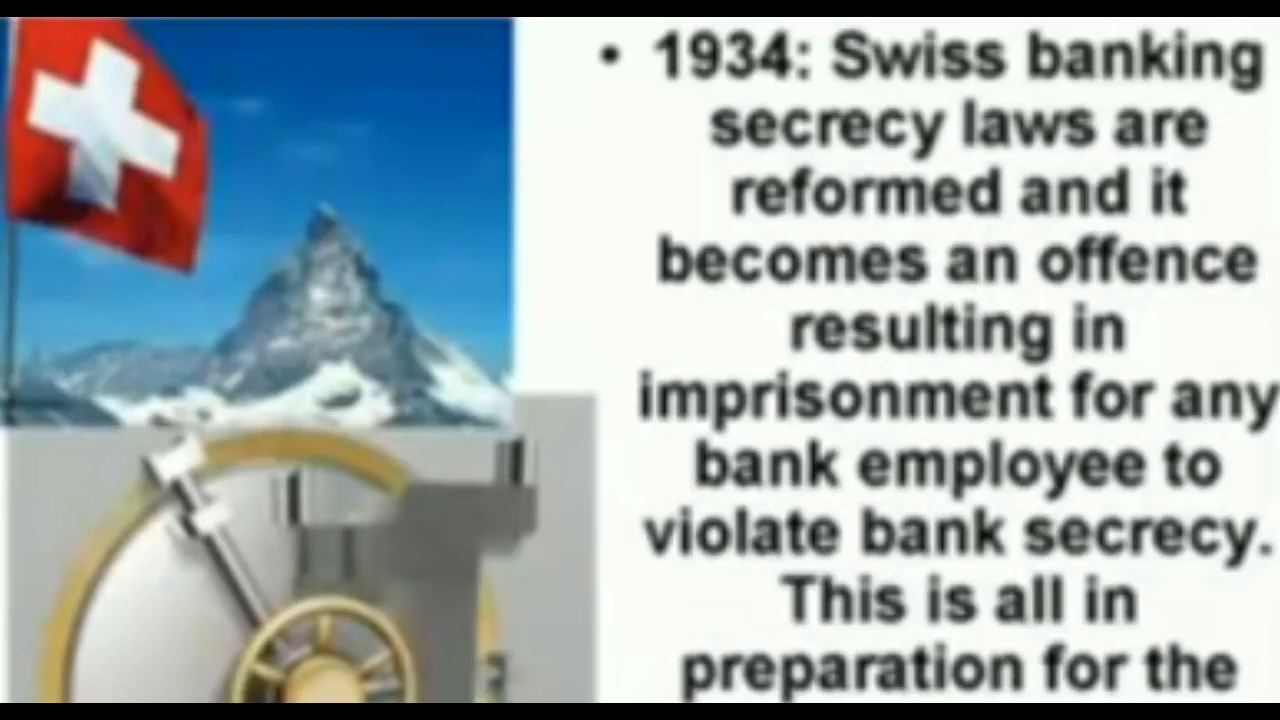 • 1934: Swiss banking
secrecy laws are
reformed and it
becomes an offence
resulting in
imprisonment for any
bank employee to
violate bank secrecy.
This is all in
preparation for the